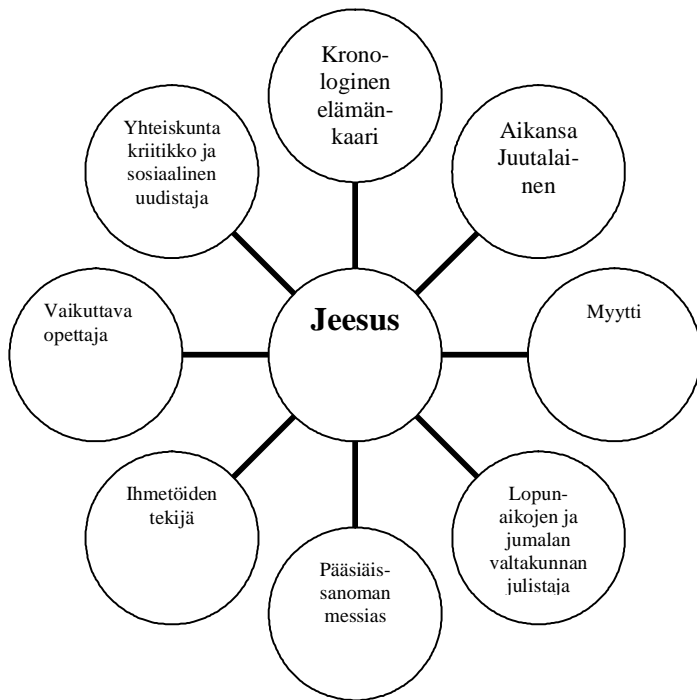 Krono-
loginen
elämän-
kaari
Aikansa
Juutalai-
nen
Myytti
Lopun-
aikojen ja
jumalan
valtakunnan
julistaja
Pääsiäis-
sanoman
messias
Ihmetöiden
tekijä
Vaikuttava
opettaja
Yhteiskunta
kriitikko ja
sosiaalinen
uudistaja
Jeesus